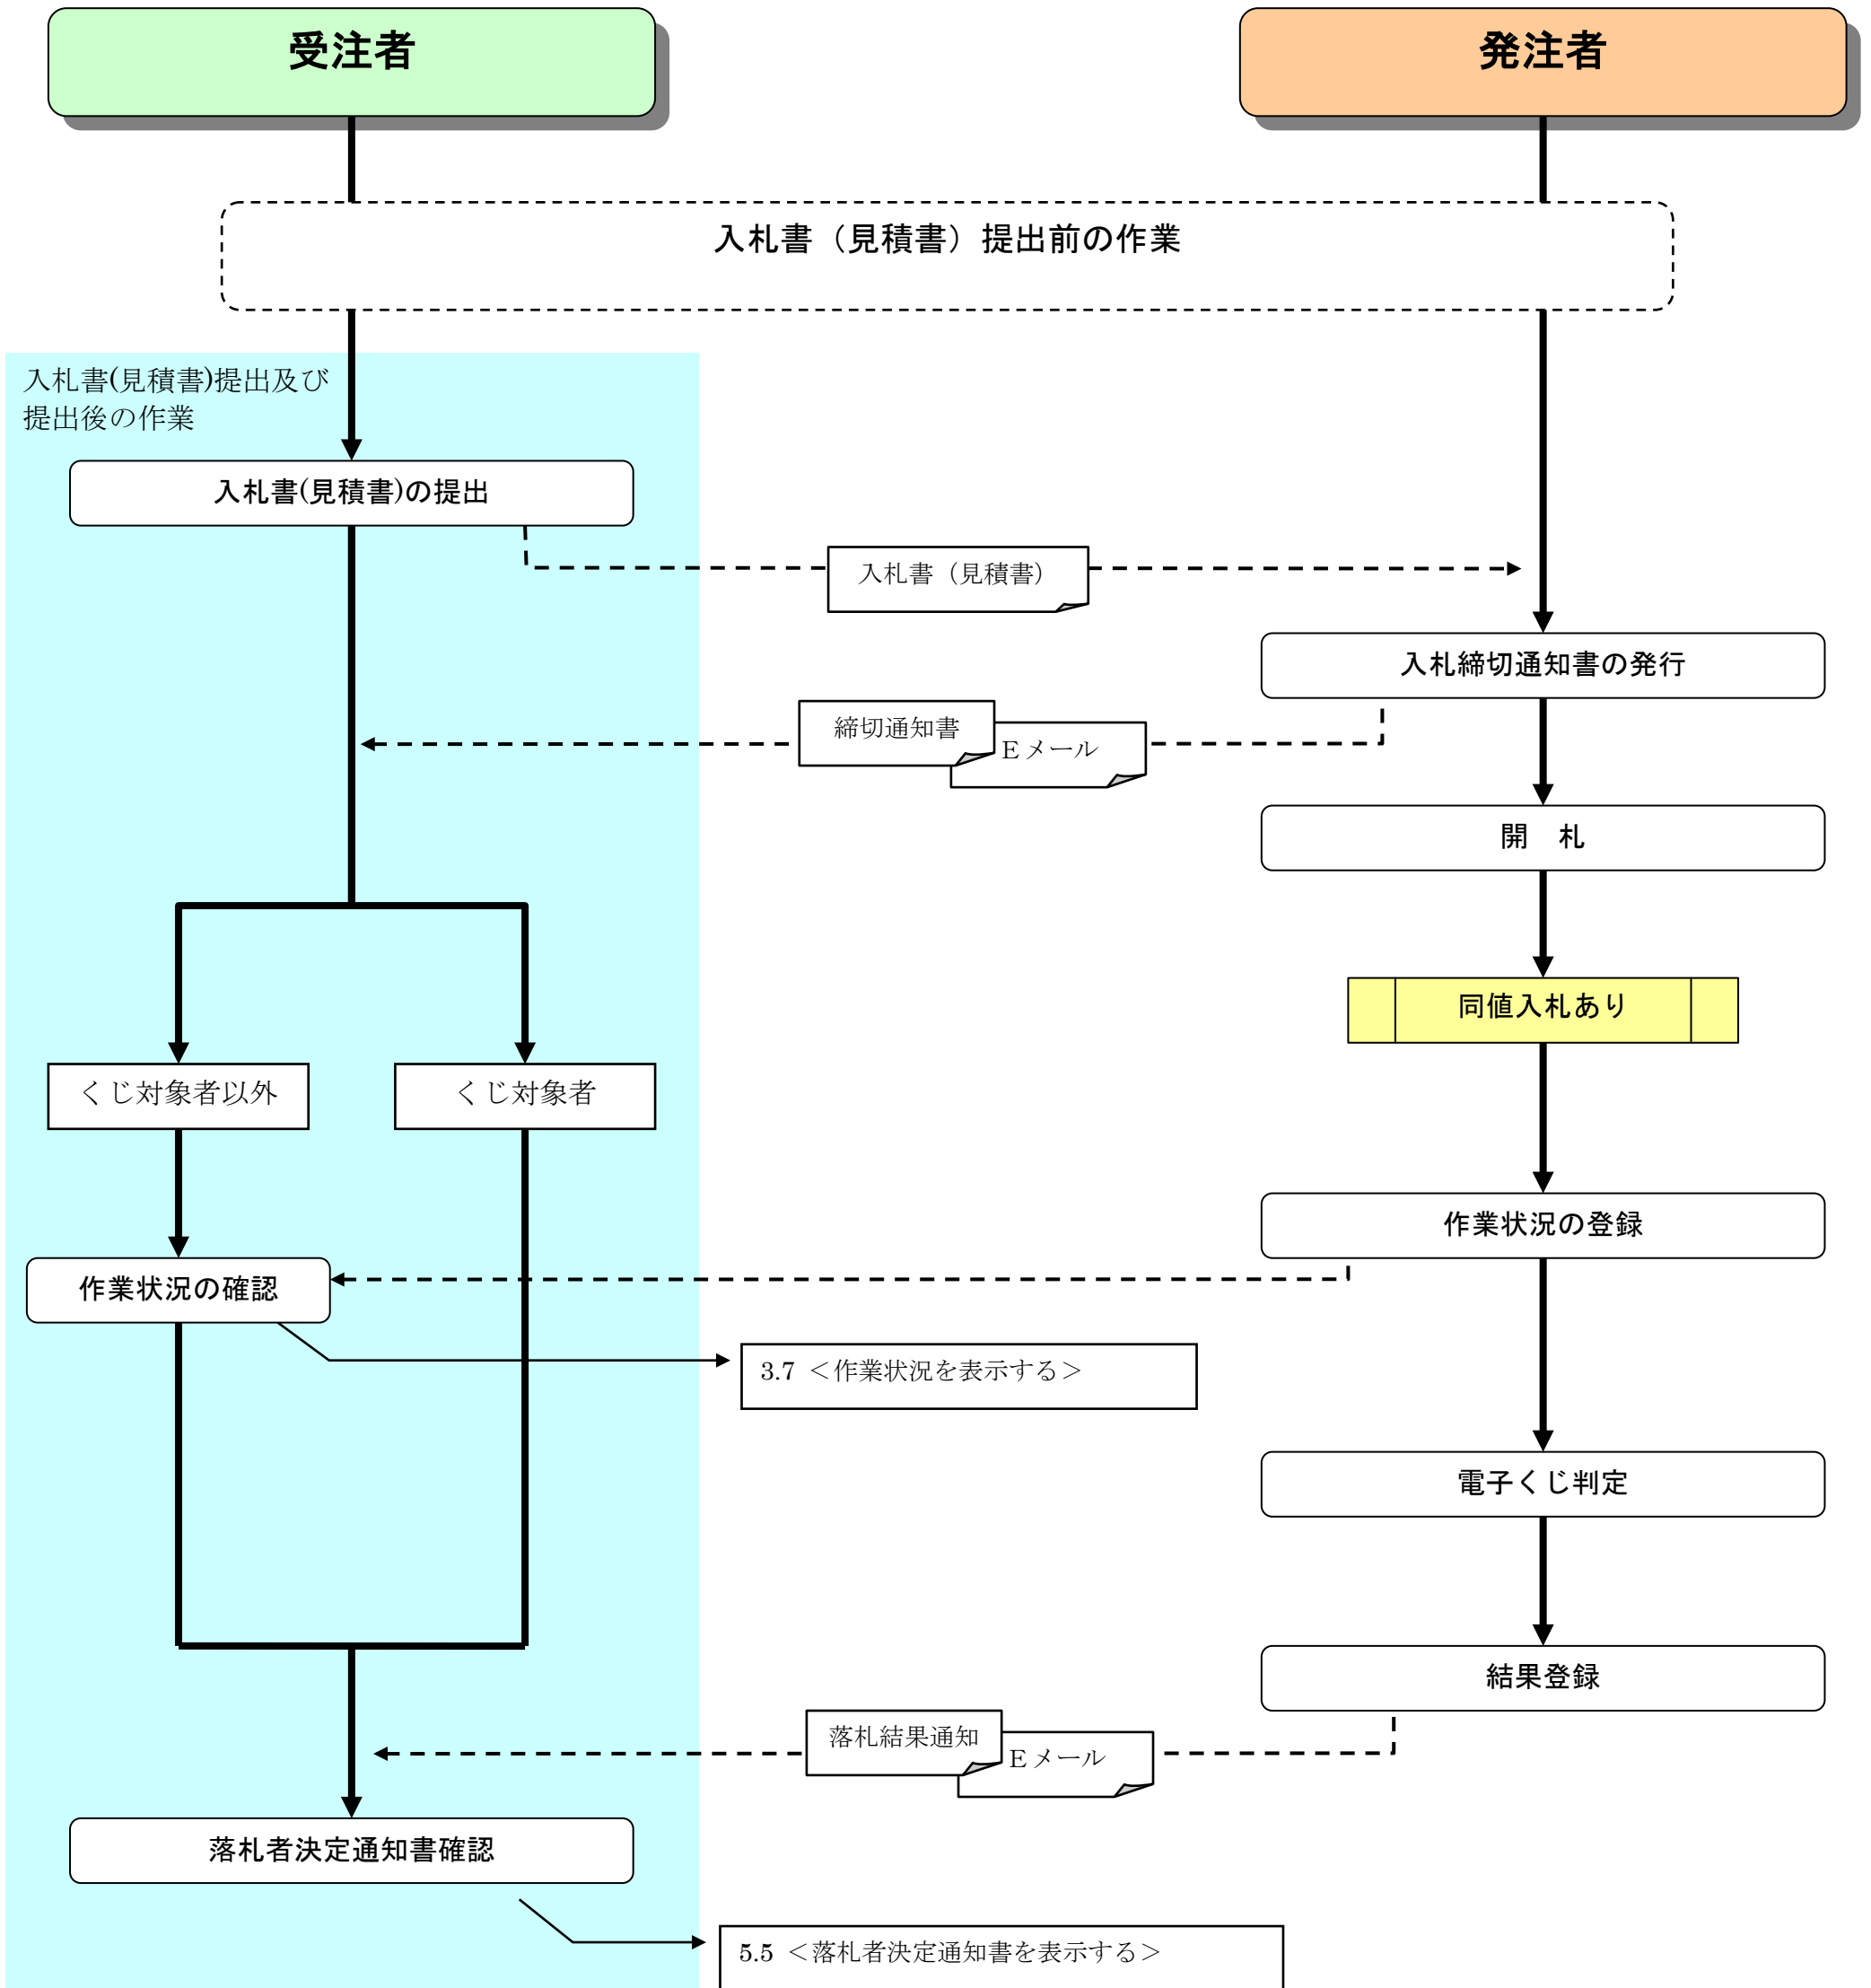 受注者
発注者
入札書（見積書）提出前の作業
入札書(見積書)提出及び
提出後の作業
入札書(見積書)の提出
入札書（見積書）
入札締切通知書の発行
締切通知書
Ｅメール
開　札
同値入札あり
くじ対象者以外
くじ対象者
作業状況の登録
作業状況の確認
3.7 ＜作業状況を表示する＞
電子くじ判定
結果登録
落札結果通知
Ｅメール
落札者決定通知書確認
5.5 ＜落札者決定通知書を表示する＞